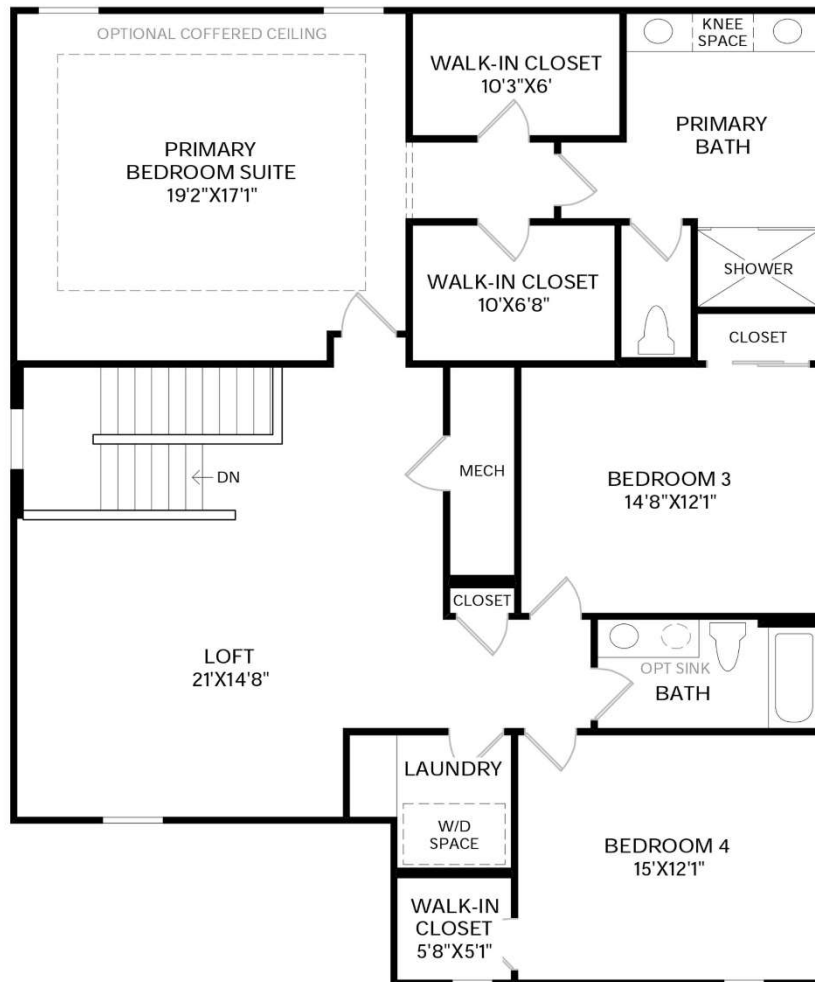 OPTIONAL COFFERED CEILING
PRIMARY
BEDROOM SUITE
19'2"X17'1"
WALK-IN CLOSET
10'3"X6'
KNEE
SPACE
PRIMARY
BATH
WALK-IN CLOSET
10'X6'8"
SHOWER
CLOSET
DN
MECH
BEDROOM 3
14'8"X12'1"
CLOSET
LOFT
21'X14'8"
OPT SINK
BATH
LAUNDRY
W/D
SPACE
BEDROOM 4
15'X12'1"
WALK-IN
CLOSET
5'8"X5'1"